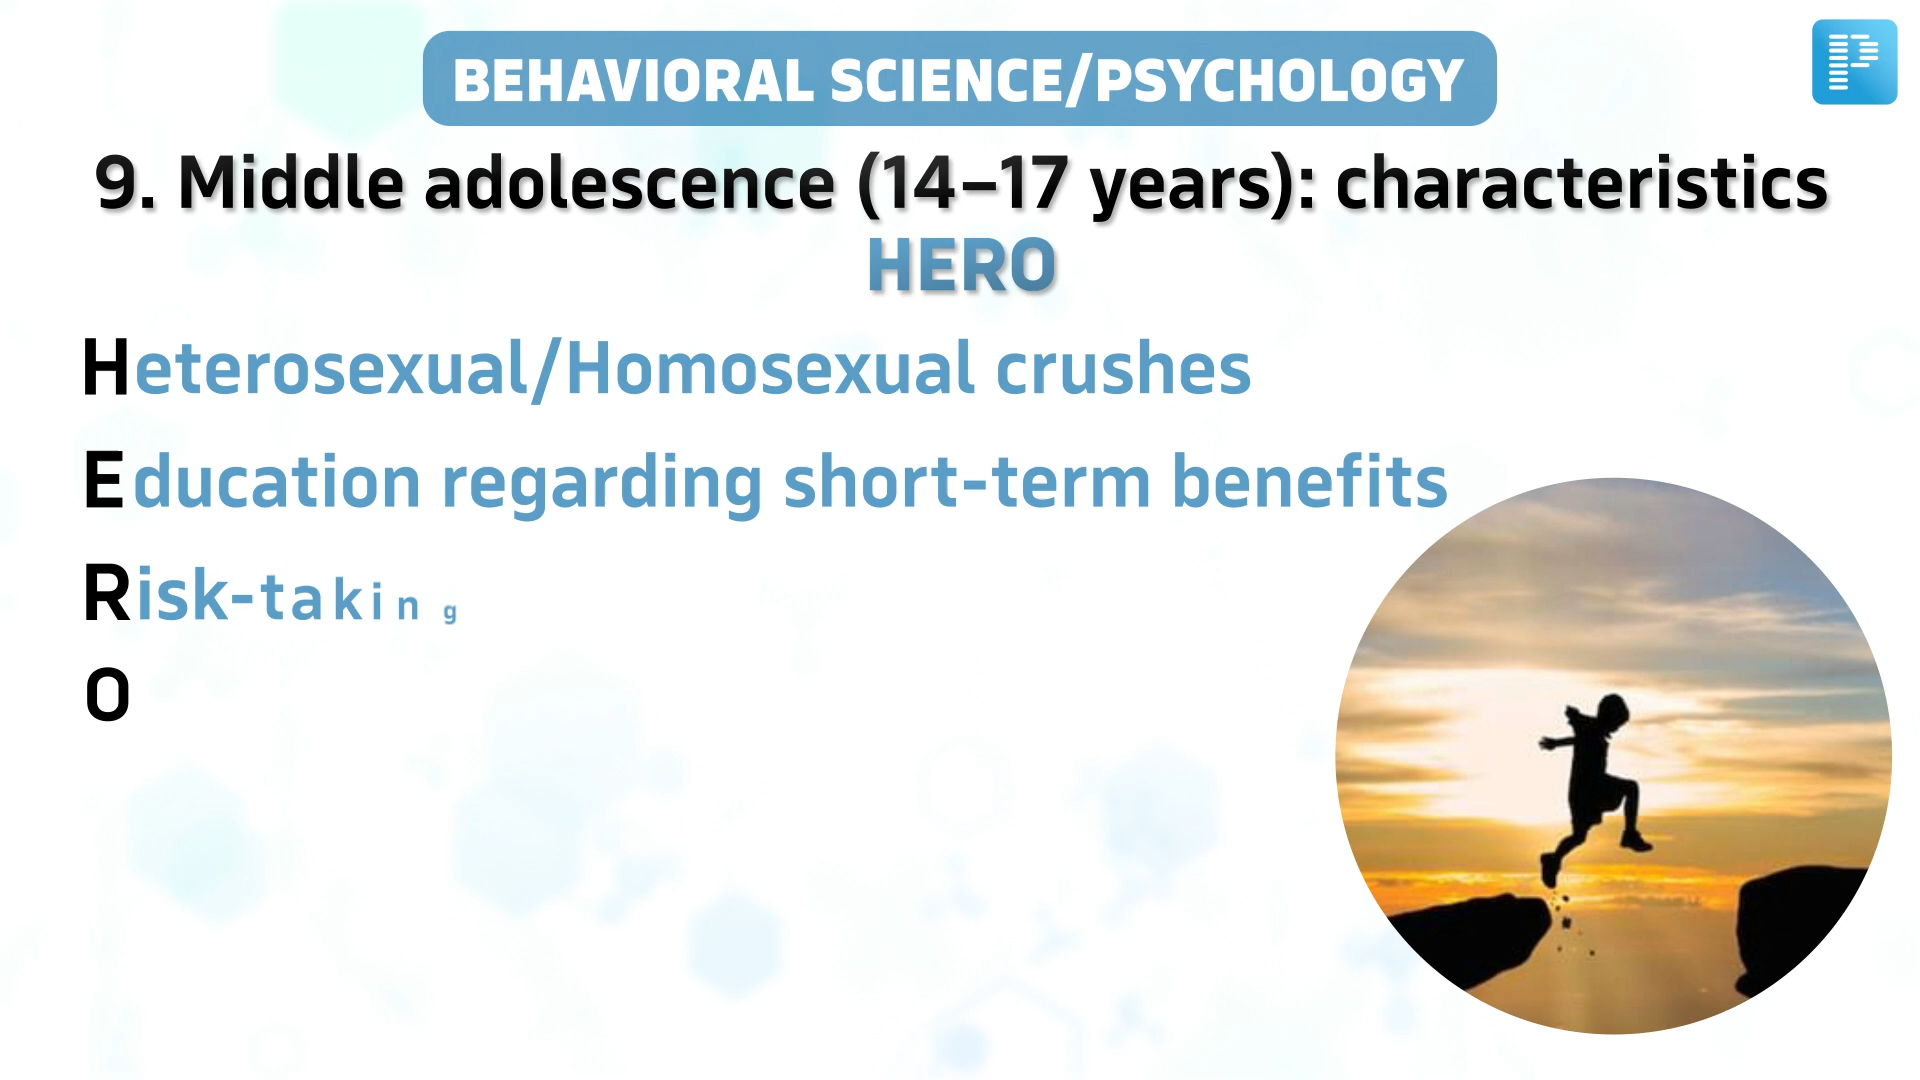 BEHAVIORAL SCIENCE/PSYCHOLOGY
9. Middle adolescence (14–17 years): characteristics
HERO
Heterosexual/Homosexual crushes
Education regarding short-term benefits
Risk-taking
O